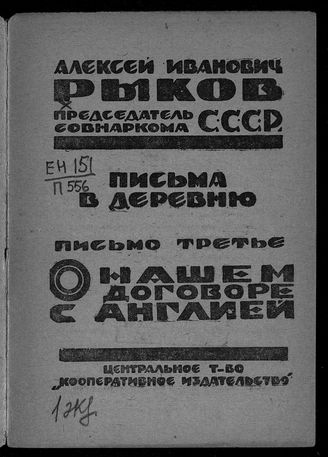 АЛЕКСЕЙ ИВАНОВИЧ
РЫКОВ
ПРЕДСЕДАТЕЛЬ
СОВНАРКОМА С.С.С.Р.
ЕН 151
П 556
ПИСЬМА
В ДЕРЕВНЮ
ПИСЬМО ТРЕТЬЕ
О НАШЕМ
ДОГОВОРЕ
С АНГЛИЕЙ
ЦЕНТРАЛЬНОЕ Т-ВО
„КООПЕРАТИВНОЕ ИЗДАТЕЛЬСТВО"